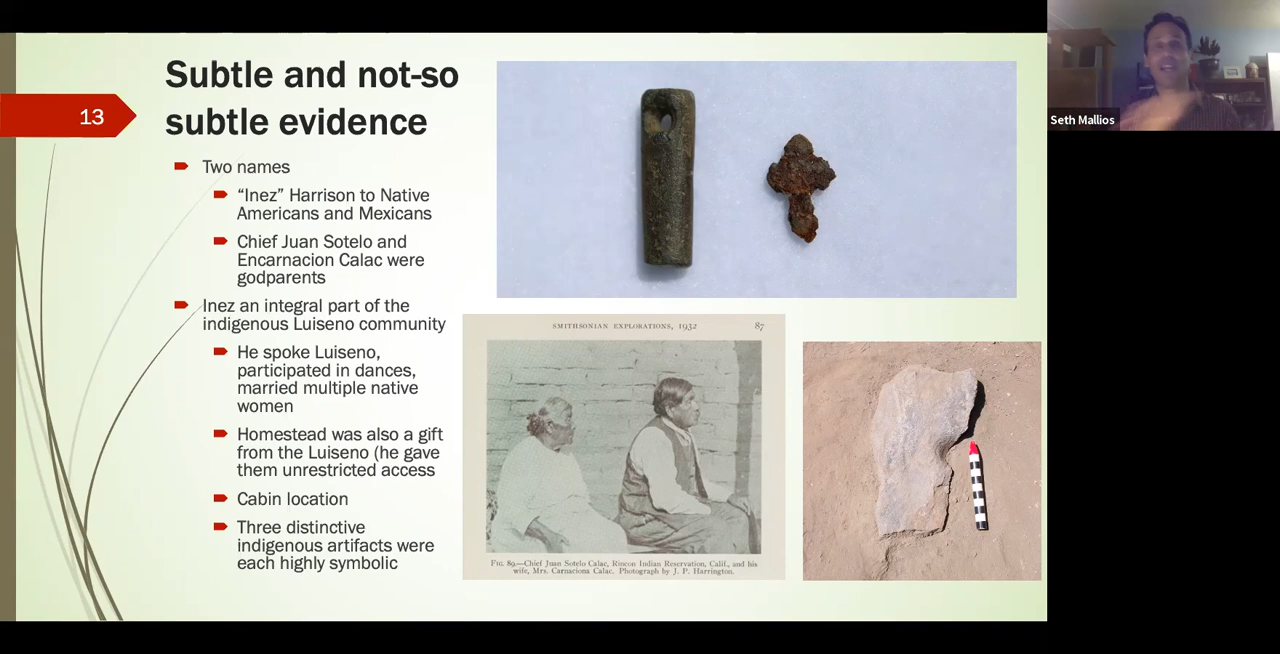 Subtle and not-so
subtle evidence
13
Two names
“Inez” Harrison to Native
Americans and Mexicans
Chief Juan Sotelo and
Encarnacion Calac were
godparents
Inez an integral part of the
indigenous Luiseno community
He spoke Luiseno,
participated in dances,
married multiple native
women
Homestead was also a gift
from the Luiseno (he gave
them unrestricted access
Cabin location
Three distinctive
indigenous artifacts were
each highly symbolic
SMITHSONIAN EXPLORATIONS, 1932 87
FIG. 89.—Chief Juan Sotelo Calac, Rincon Indian Reservation, Calif., and his
wife, Mrs. Carnaciona Calac. Photograph by J. P. Harrington.
Seth Mallios